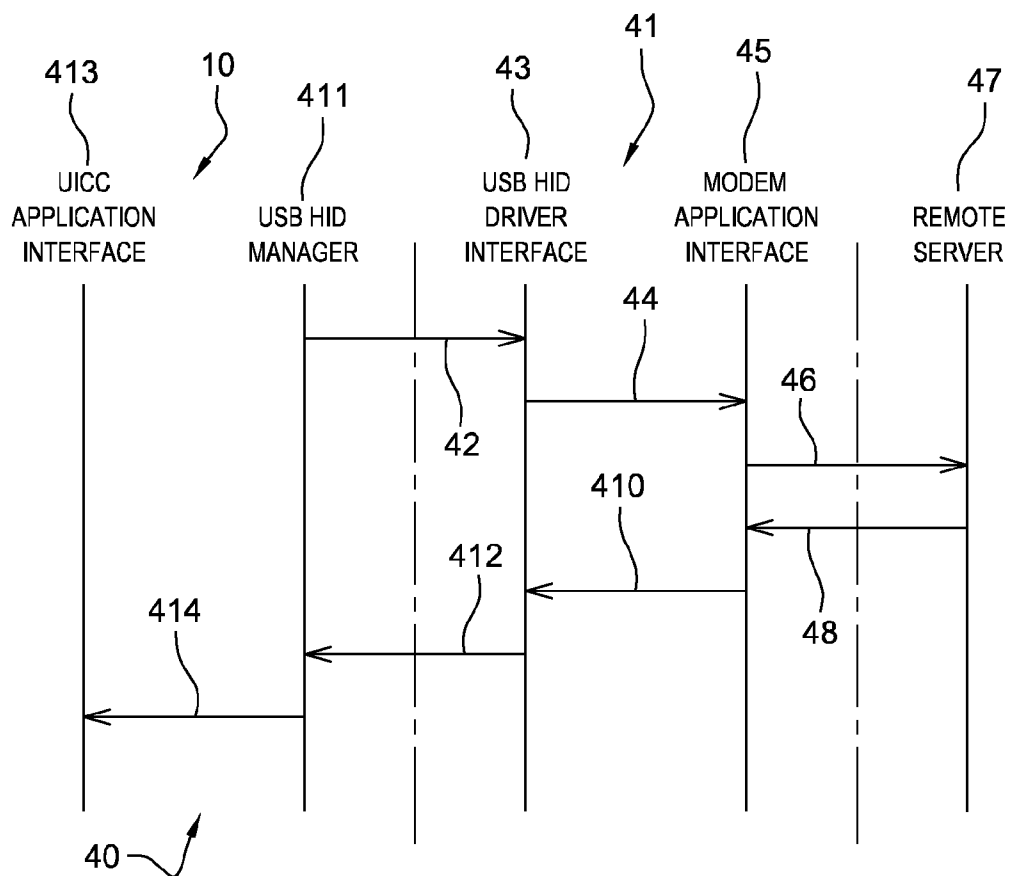 413
10
411
43
41
45
47
UICC
APPLICATION
INTERFACE
USB HID
MANAGER
USB HID
DRIVER
INTERFACE
MODEM
APPLICATION
INTERFACE
REMOTE
SERVER
42
44
46
48
410
412
414
40